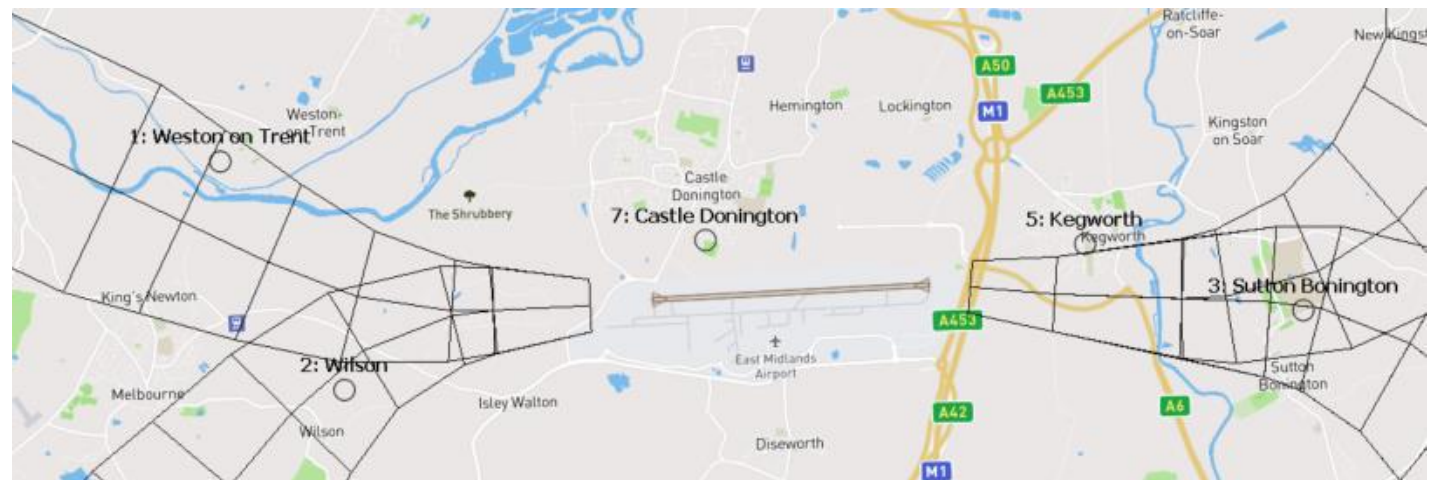 Ratcliffe-
on-Soar
New Kingst
A50
A453
M1
Weston-
on-Trent
1: Weston on Trent
Hemington
Lockington
Kingston
on Soar
Castle
Donington
The Shrubbery
7: Castle Donington
5: Kegworth
Kegworth
3: Sutton Bonington
King's Newton
A453
East Midlands
Airport
2: Wilson
Sutton
Bonington
Melbourne
Isley Walton
A42
A6
Wilson
Diseworth
M1